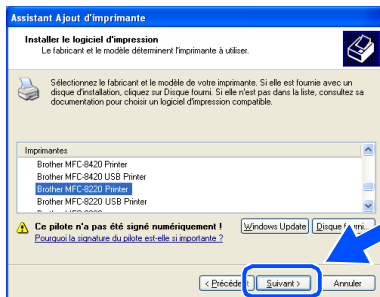 Assistant Ajout d'imprimante
Installer le logiciel d'impression
Le fabricant et le modèle déterminent l'imprimante à utiliser.
Sélectionnez le fabricant et le modèle de votre imprimante. Si elle est fournie avec un
disque d'installation, cliquez sur Disque fourni. Si elle n'est pas dans la liste, consultez sa
documentation pour choisir un logiciel d'impression compatible.
Imprimantes
Brother MFC-8420 Printer
Brother MFC-8420 USB Printer
Brother MFC-8220 Printer
Brother MFC-8220 USB Printer
Ce pilote n'a pas été signé numériquement !
Windows Update
Disque
Pourquoi la signature du pilote est-elle si importante ?
< Précédent
Suivant >
Annuler